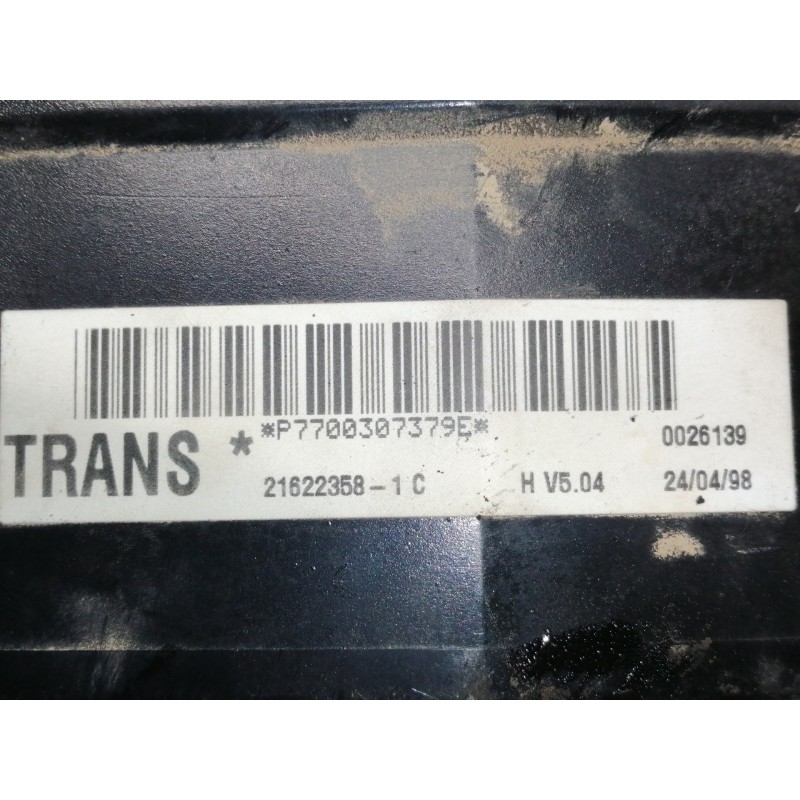 *P7700307379E*
0026139
TRANS *
21622358-1 C H V5.04 24/04/98